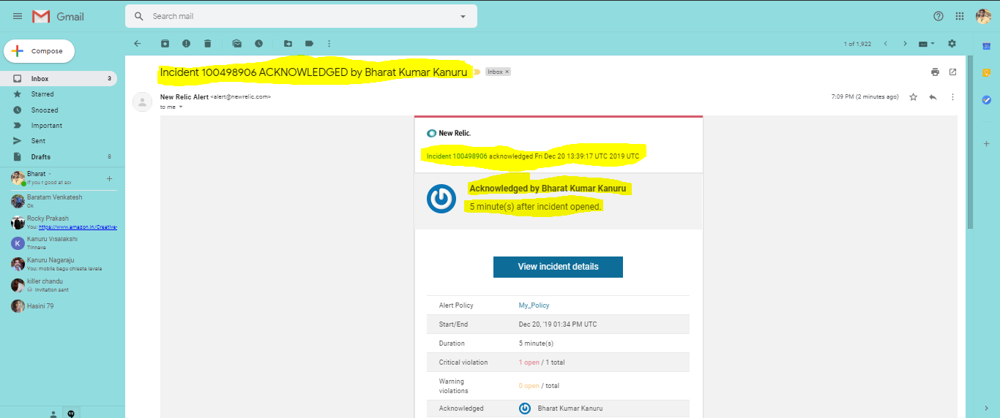 Gmail
Search mail
Compose
1 of 1,922
Inbox 3
Starred
Snoozed
Important
Sent
Drafts 8
Bharat
If you r good at sor
Baratam Venkatesh
Ok
Rocky Prakash
You: https://www.amazon.in/Creative-
K
Kanuru Visalakshi
Tinnava
Kanuru Nagaraju
You: mobile bagu chiesta lavala
killer chandu
Invitation sent
Hasini 79
Incident 100498906 ACKNOWLEDGED by Bharat Kumar Kanuru
Inbox ×
New Relic Alert <alert@newrelic.com>
to me
7:09 PM (2 minutes ago)
New Relic.
Incident 100498906 acknowledged Fri Dec 20 13:39:17 UTC 2019 UTC
Acknowledged by Bharat Kumar Kanuru
5 minute(s) after incident opened.
View incident details
Alert Policy My_Policy
Start/End Dec 20, '19 01:34 PM UTC
Duration 5 minute(s)
Critical violation 1 open / 1 total
Warning
violations 0 open / total
Acknowledged Bharat Kumar Kanuru